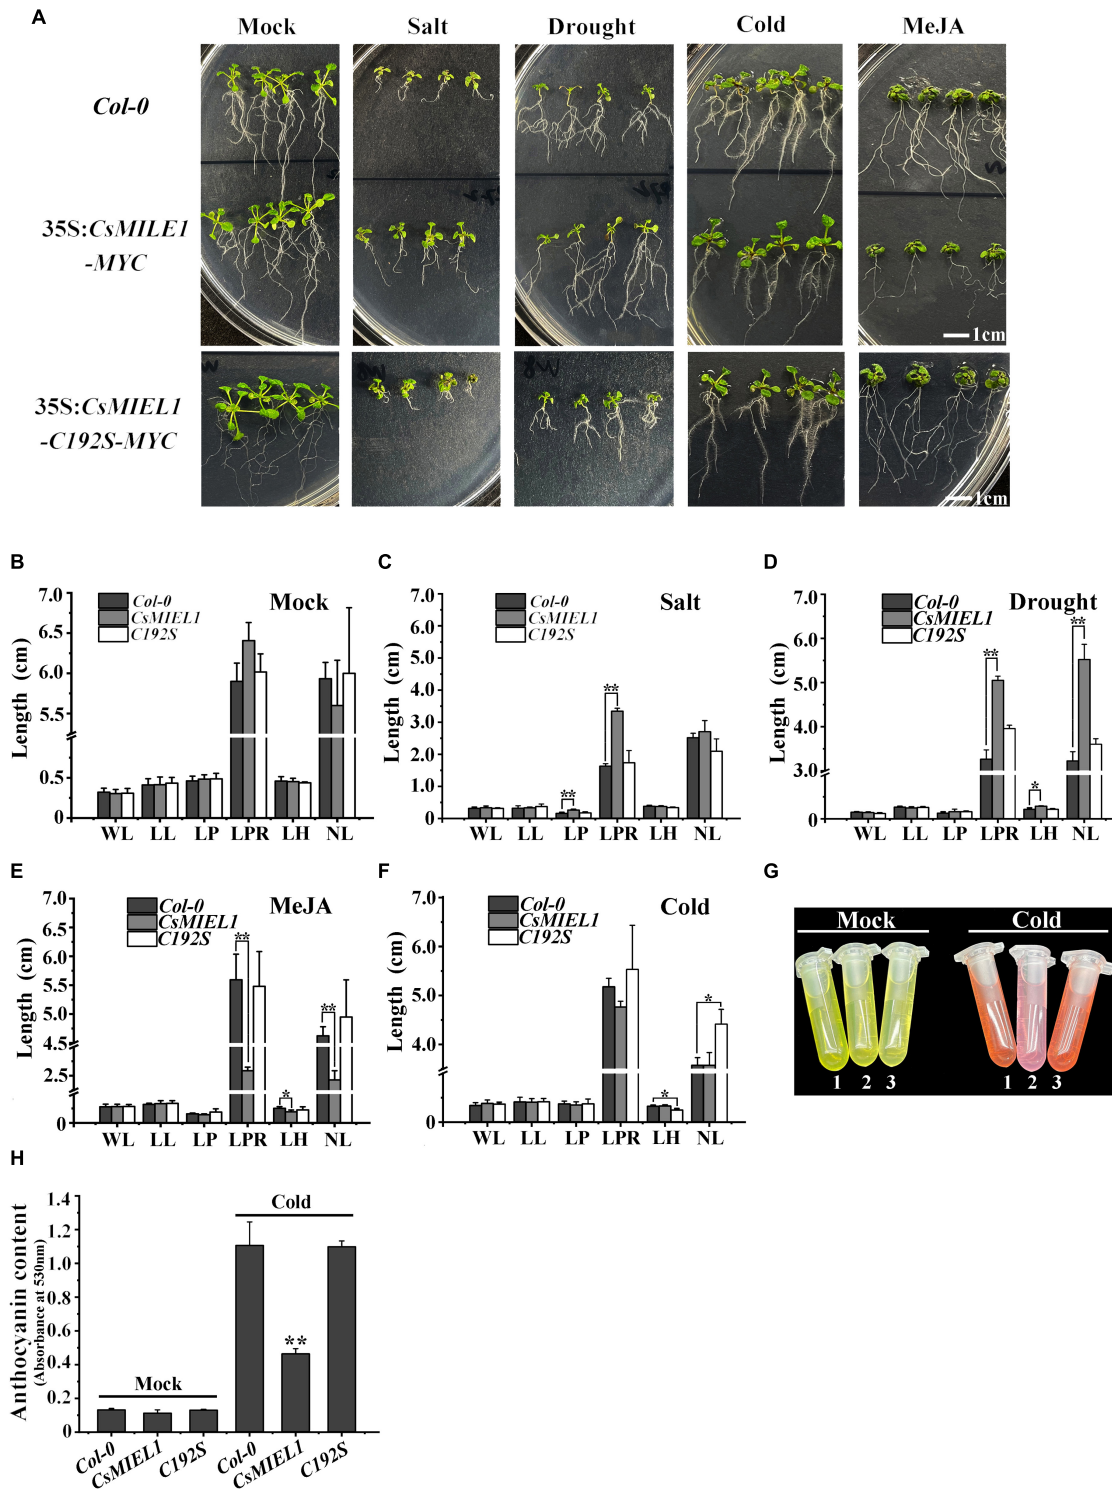 A
Mock Salt Drought Cold MeJA
Col-0
35S:CsMILE1
-MYC
1cm
35S:CsMIEL1
-C192S-MYC
1cm
B
7.0
6.5
6.0
5.5
0.5
0
Length (cm)
Col-0
CsMIEL1
C192S
Mock
WL LL LP LPR LH NL
C
7.0
6.0
5.0
4.0
3.0
2.0
1.0
0
Length (cm)
Col-0
CsMIEL1
C192S
Salt
**
**
WL LL LP LPR LH NL
D
7.0
6.0
5.0
4.0
3.0
0
Length (cm)
Col-0
CsMIEL1
C192S
Drought
**
*
**
WL LL LP LPR LH NL
E
7.0
6.5
6.0
5.5
5.0
4.5
2.5
0
Length (cm)
Col-0
CsMIEL1
C192S
MeJA
**
*
**
WL LL LP LPR LH NL
F
7.0
6.0
5.0
4.0
0
Length (cm)
Col-0
CsMIEL1
C192S
Cold
*
*
WL LL LP LPR LH NL
G
Mock Cold
1 2 3 1 2 3
H
1.4
1.2
1.0
0.8
0.6
0.4
0.2
0
Anthocyanin content
(Absorbance at 530nm)
Mock
Cold
**
Col-0 CsMIEL1 C192S Col-0 CsMIEL1 C192S